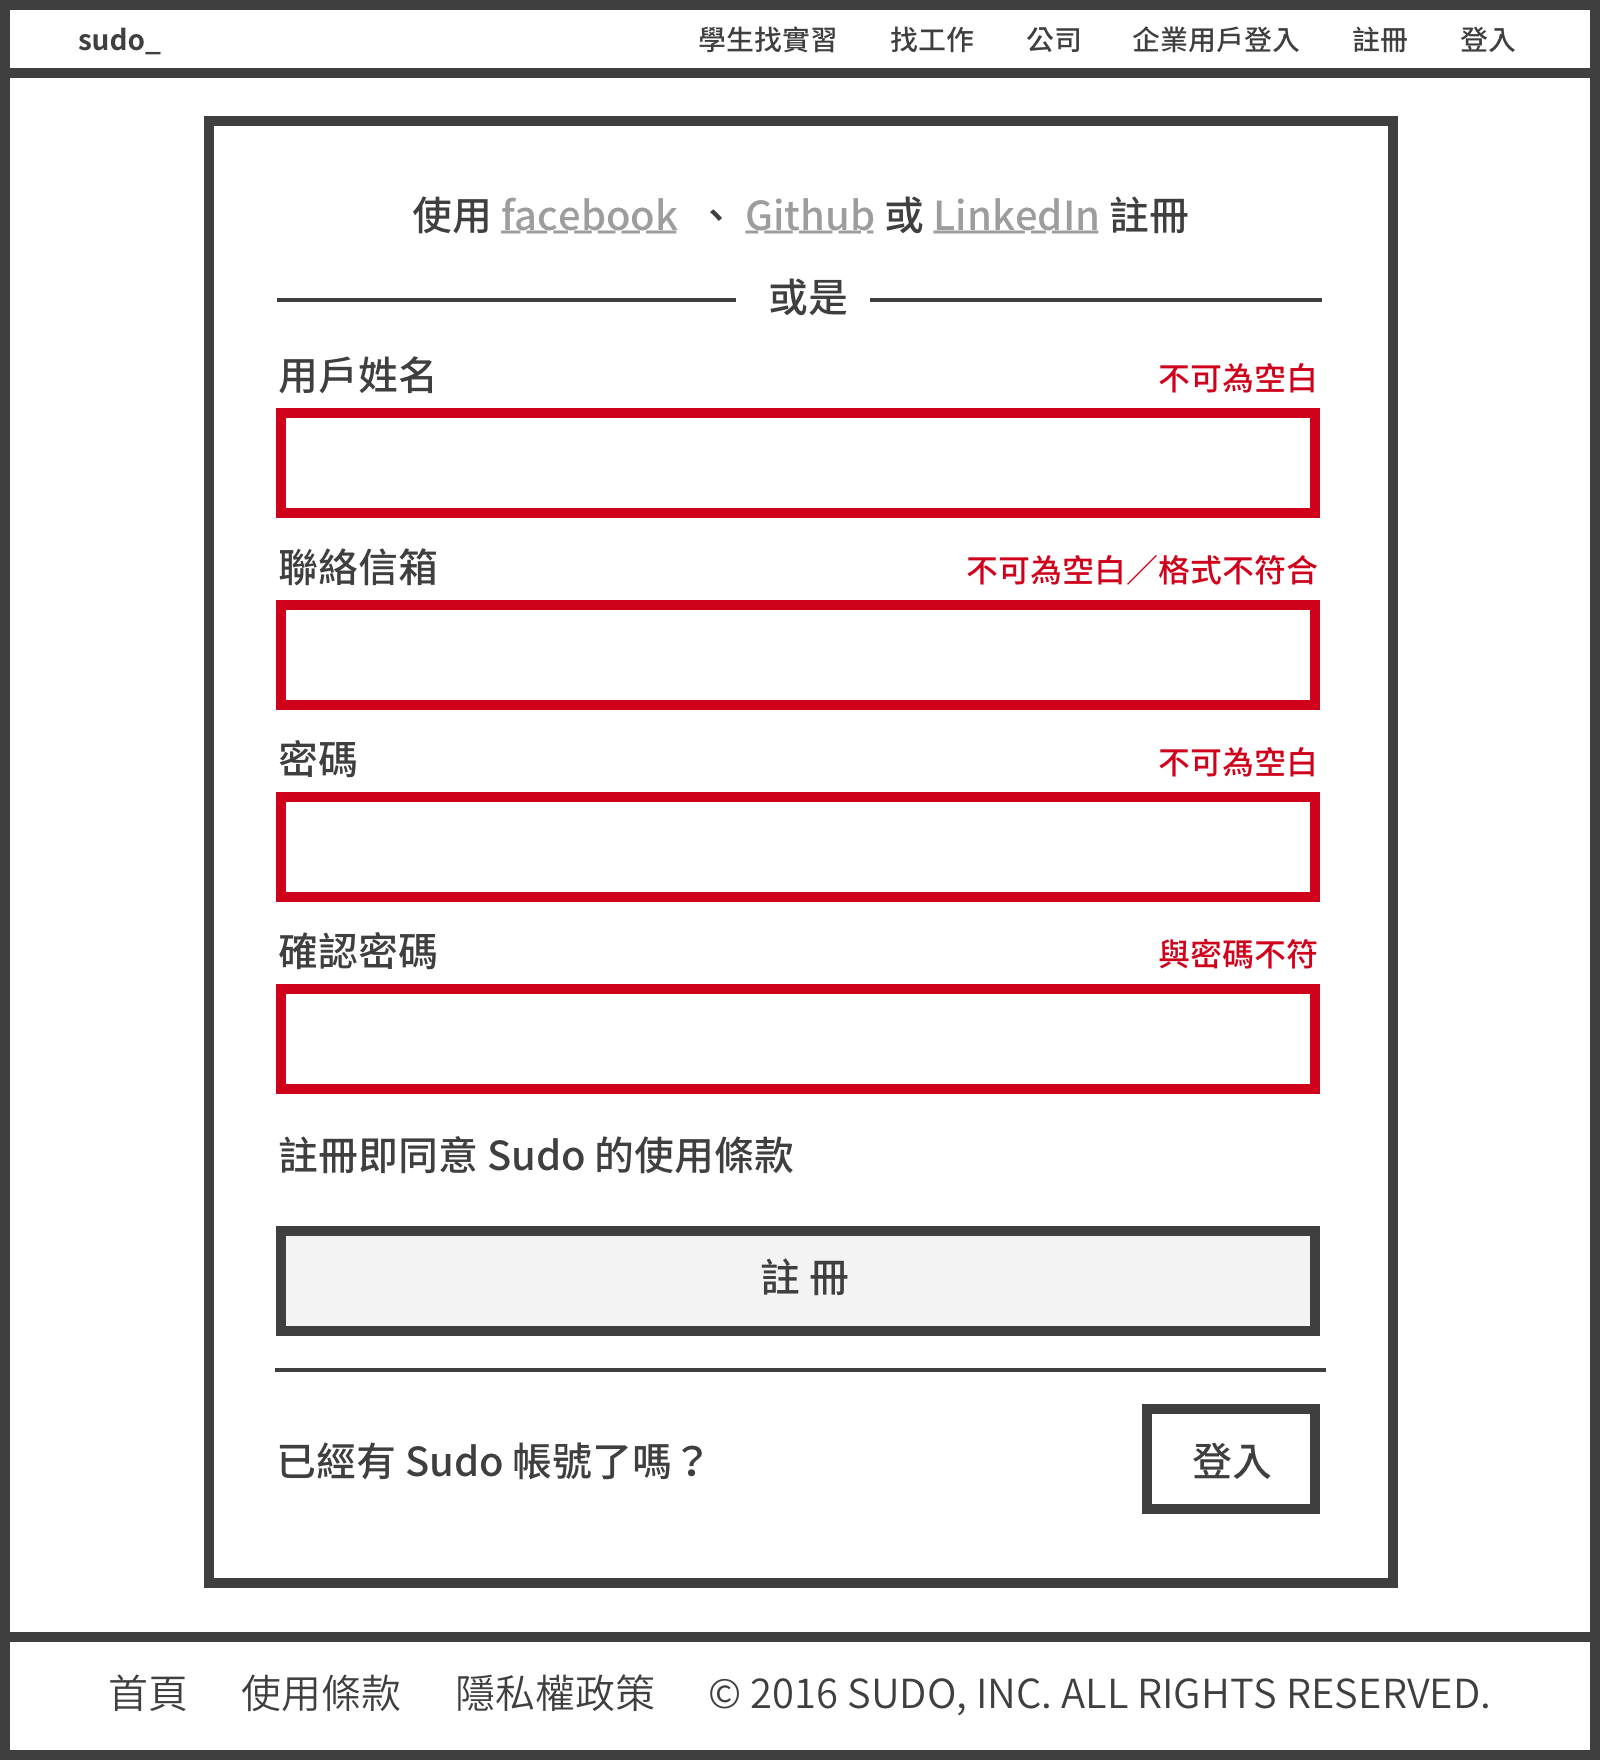 sudo_ 學生找實習 找工作 公司 企業用戶登入 註冊 登入
使用 facebook 、 Github 或 LinkedIn 註冊
或是
用戶姓名 不可為空白
聯絡信箱 不可為空白／格式不符合
密碼 不可為空白
確認密碼 與密碼不符
註冊即同意 Sudo 的使用條款
註 冊
已經有 Sudo 帳號了嗎？ 登入
首頁 使用條款 隱私權政策 © 2016 SUDO, INC. ALL RIGHTS RESERVED.